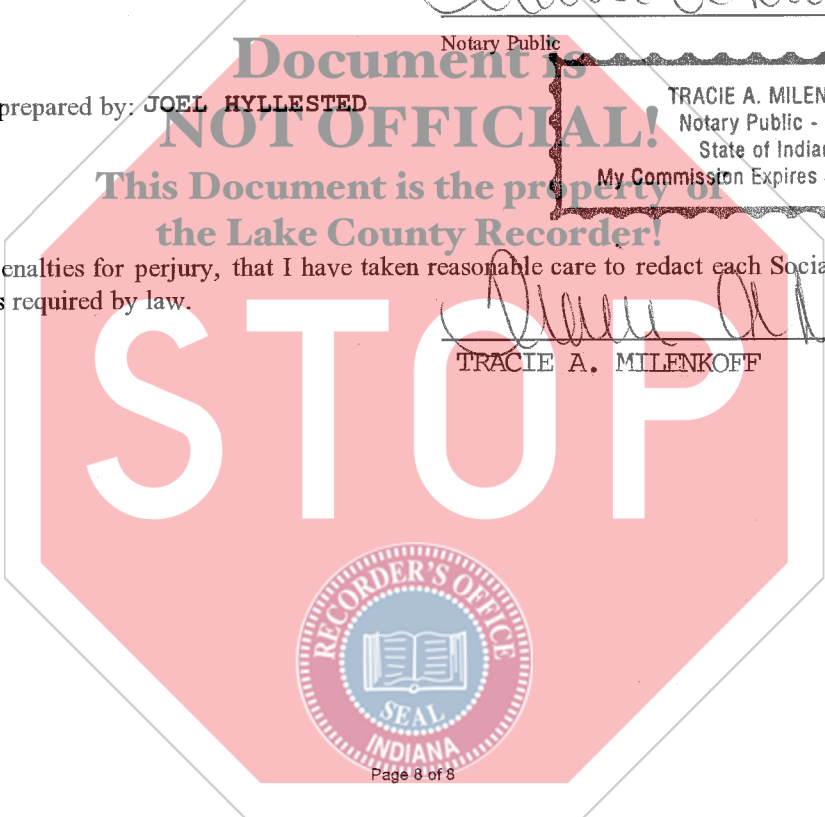 Notary Public
Document is
prepared by: JOEL HYLLESTED
NOT OFFICIAL!
TRACIE A. MILEN
Notary Public -
State of Indian
My Commission Expires
This Document is the property of
the Lake County Recorder!
enalties for perjury, that I have taken reasonable care to redact each Socia
s required by law.
TRACIE A. MILENKOFF
STOP
RECORDER'S OFFICE
SEAL
INDIANA
Page 8 of 8